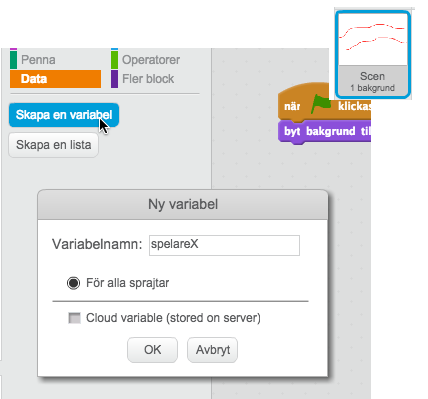 Penna
Operatorer
Data
Fler block
Skapa en variabel
Skapa en lista
Scen
1 bakgrund
när klickas
byt bakgrund til
Ny variabel
Variabelnamn: spelareX
För alla sprajtar
Cloud variable (stored on server)
OK
Avbryt